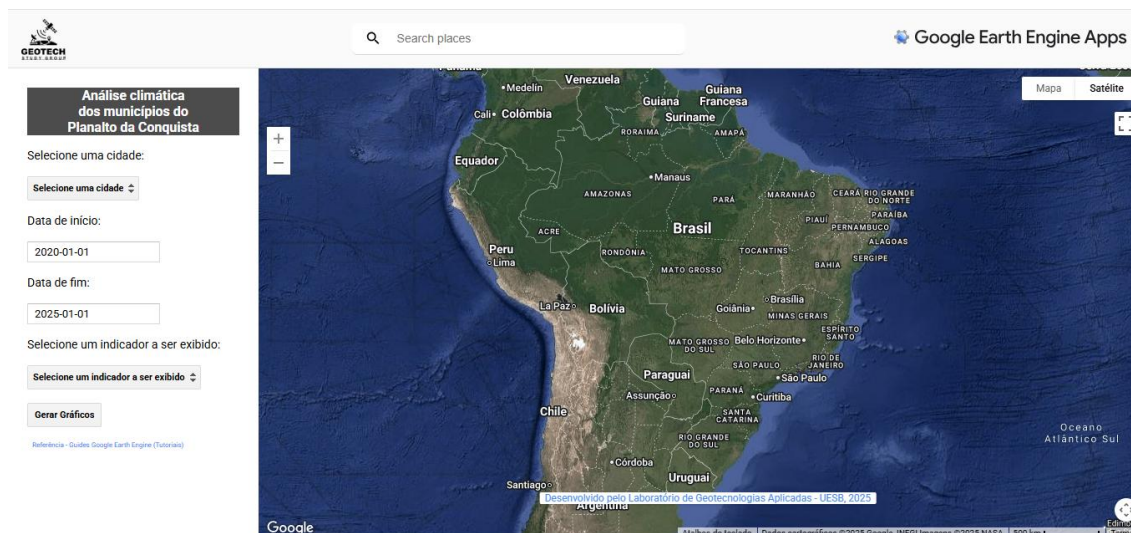 GEOTECH
STUDY GROUP
Search places
Google Earth Engine Apps
Análise climática
dos municípios do
Planalto da Conquista
Selecione uma cidade:
Selecione uma cidade
Data de início:
2020-01-01
Data de fim:
2025-01-01
Selecione um indicador a ser exibido:
Selecione um indicador a ser exibido
Gerar Gráficos
Referência - Guides Google Earth Engine (Tutoriais)
Mapa Satélite
+
−
Venezuela
Medellín
Guiana
Guiana
Francesa
Cali Colômbia
Suriname
RORAIMA
AMAPÁ
Equador
Manaus
AMAZONAS
PARÁ
MARANHÃO
CEARÁ
RIO GRANDE
DO NORTE
PARAÍBA
PIAUÍ
PERNAMBUCO
ACRE
Brasil
ALAGOAS
Peru
RONDÔNIA
TOCANTINS
SERGIPE
Lima
BAHIA
MATO GROSSO
La Paz
Bolívia
Brasília
Goiânia
MINAS GERAIS
ESPÍRITO
SANTO
MATO GROSSO
DO SUL
Belo Horizonte
RIO DE
JANEIRO
SÃO PAULO
São Paulo
Paraguai
Assunção
PARANÁ
Curitiba
Chile
SANTA
CATARINA
Oceano
Atlântico Sul
RIO GRANDE
DO SUL
Córdoba
Uruguai
Santiago
Desenvolvido pelo Laboratório de Geotecnologias Aplicadas - UESB, 2025
Argentina
Google